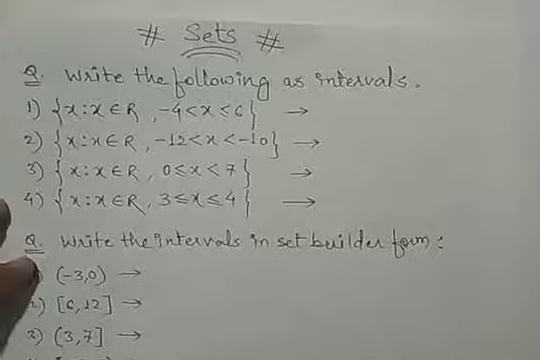 # Sets #
Q. Write the following as intervals.
1) {x:x∈R, -4<x≤6} →
2) {x:x∈R, -12<x<-10} →
3) {x:x∈R, 0≤x<7} →
4) {x:x∈R, 3≤x≤4} →
Q. Write the intervals in set builder form:
(-3,0) →
2) [6,12] →
3) (3,7] →